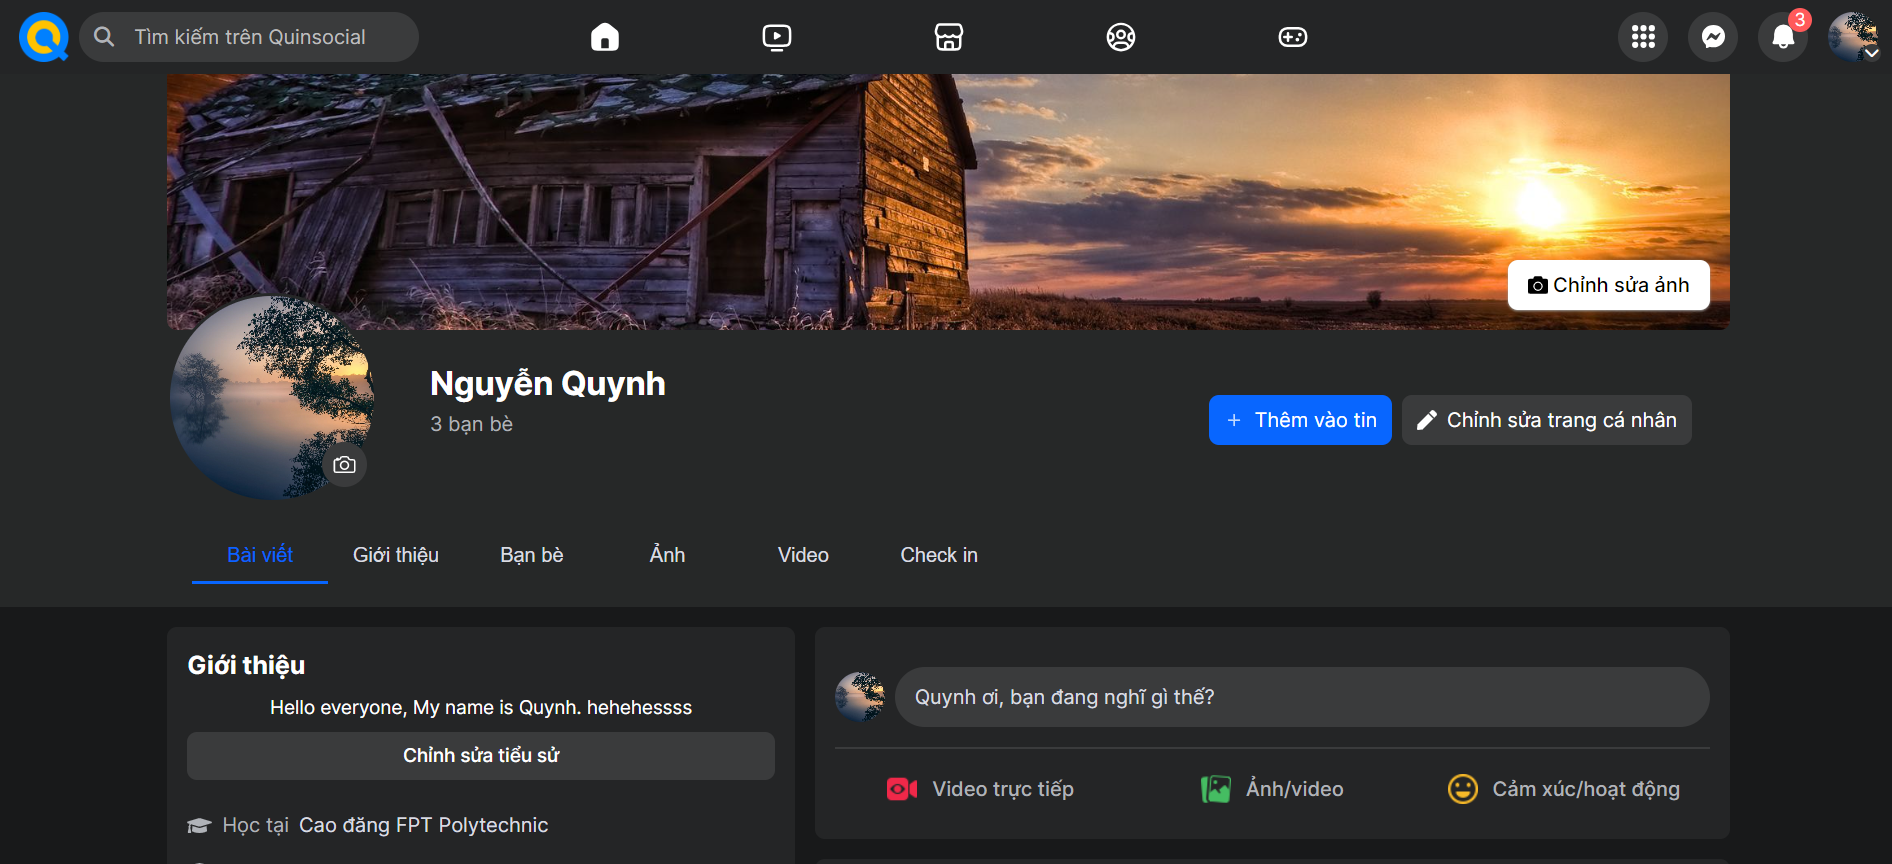 Tìm kiếm trên Quinsocial
3
Chỉnh sửa ảnh
Nguyễn Quynh
3 bạn bè
Thêm vào tin
Chỉnh sửa trang cá nhân
Bài viết
Giới thiệu
Bạn bè
Ảnh
Video
Check in
Giới thiệu
Hello everyone, My name is Quynh. hehehessss
Chỉnh sửa tiểu sử
Học tại Cao đăng FPT Polytechnic
Quynh ơi, bạn đang nghĩ gì thế?
Video trực tiếp
Ảnh/video
Cảm xúc/hoạt động